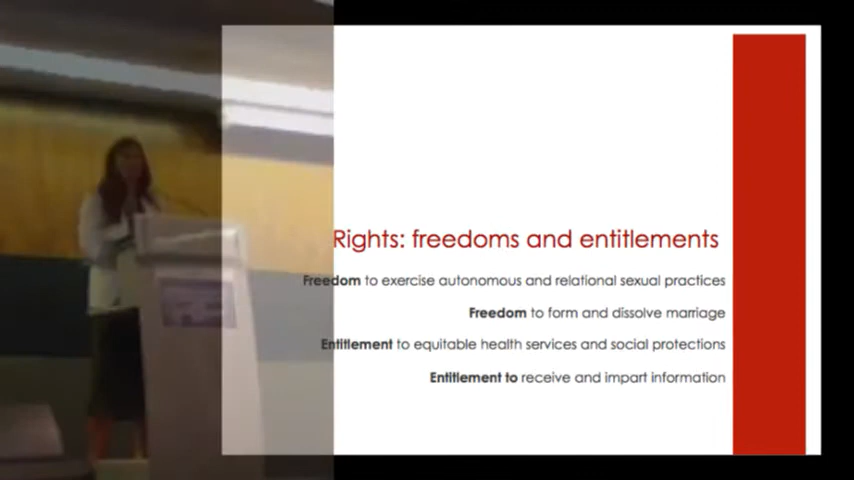 Rights: freedoms and entitlements
Freedom to exercise autonomous and relational sexual practices
Freedom to form and dissolve marriage
Entitlement to equitable health services and social protections
Entitlement to receive and impart information